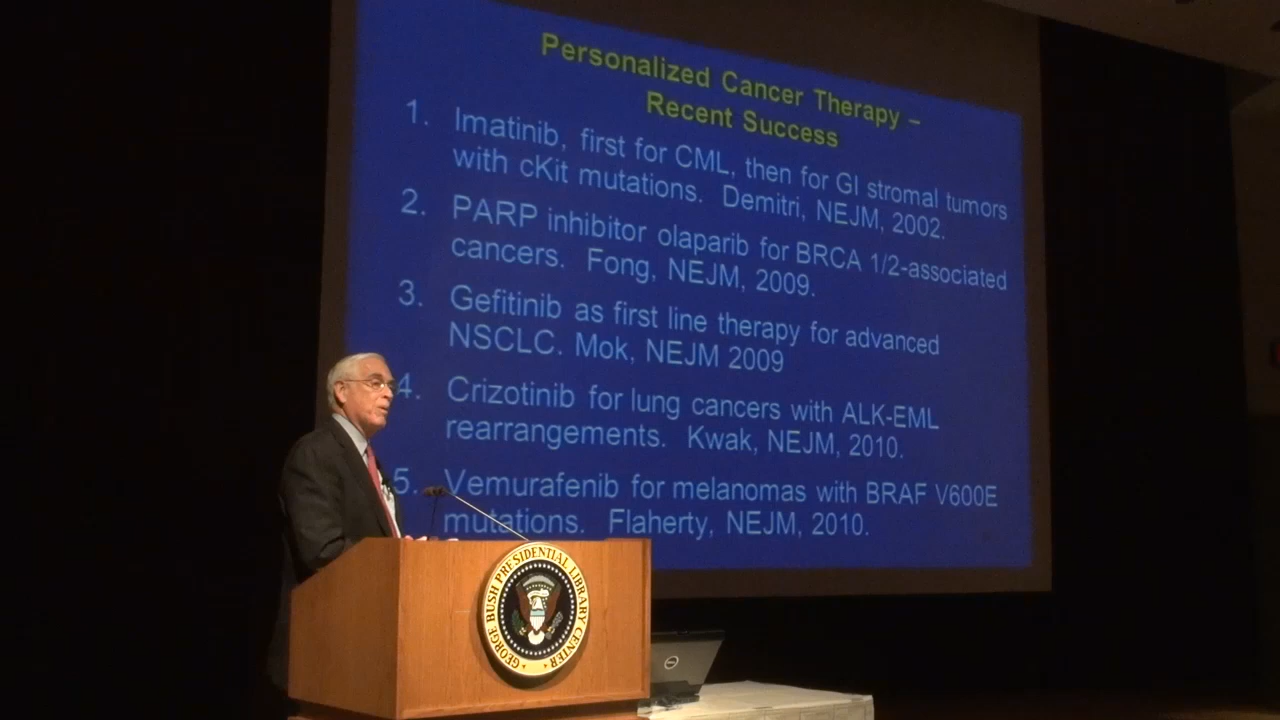 Personalized Cancer Therapy –
Recent Success
1. Imatinib, first for CML, then for GI stromal tumors
with cKit mutations. Demitri, NEJM, 2002.
2. PARP inhibitor olaparib for BRCA 1/2-associated
cancers. Fong, NEJM, 2009.
3. Gefitinib as first line therapy for advanced
NSCLC. Mok, NEJM 2009
4. Crizotinib for lung cancers with ALK-EML
rearrangements. Kwak, NEJM, 2010.
5. Vemurafenib for melanomas with BRAF V600E
mutations. Flaherty, NEJM, 2010.
GEORGE BUSH PRESIDENTIAL LIBRARY CENTER
DELL